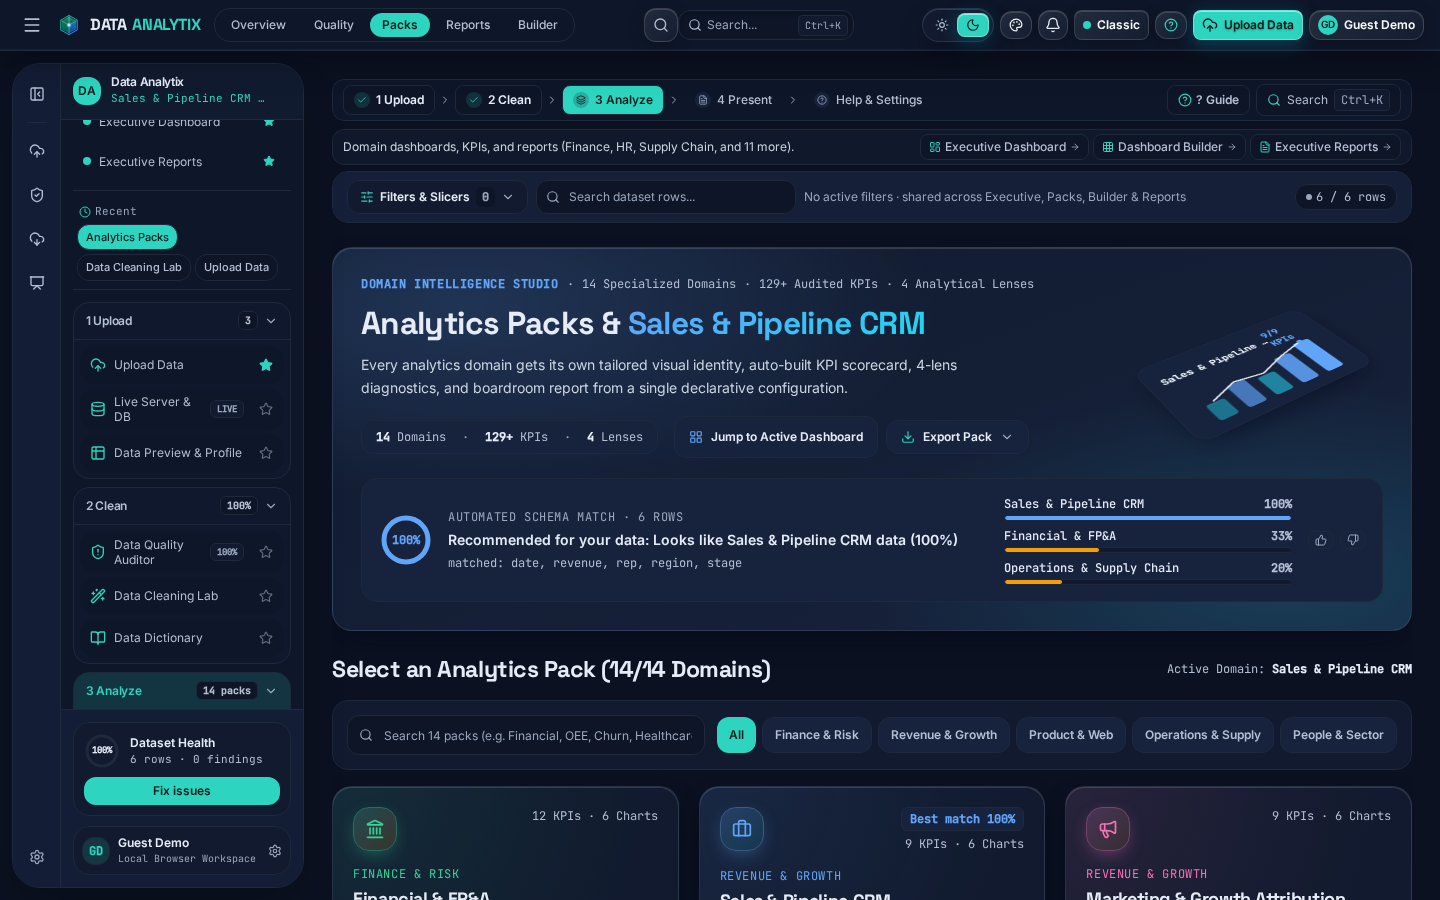 DATA ANALYTIX
Overview
Quality
Packs
Reports
Builder
Search...
Ctrl+K
Classic
Upload Data
GD
Guest Demo
DA
Data Analytix
Sales & Pipeline CRM …
Executive Dashboard
Executive Reports
Recent
Analytics Packs
Data Cleaning Lab
Upload Data
1 Upload
3
Upload Data
Live Server & DB
LIVE
Data Preview & Profile
2 Clean
100%
Data Quality Auditor
100%
Data Cleaning Lab
Data Dictionary
3 Analyze
14 packs
100%
Dataset Health
6 rows · 0 findings
Fix issues
GD
Guest Demo
Local Browser Workspace
1 Upload
2 Clean
3 Analyze
4 Present
Help & Settings
? Guide
Search
Ctrl+K
Domain dashboards, KPIs, and reports (Finance, HR, Supply Chain, and 11 more).
Executive Dashboard →
Dashboard Builder →
Executive Reports →
Filters & Slicers
0
Search dataset rows...
No active filters · shared across Executive, Packs, Builder & Reports
6 / 6 rows
DOMAIN INTELLIGENCE STUDIO · 14 Specialized Domains · 129+ Audited KPIs · 4 Analytical Lenses
Analytics Packs & Sales & Pipeline CRM
Every analytics domain gets its own tailored visual identity, auto-built KPI scorecard, 4-lens
diagnostics, and boardroom report from a single declarative configuration.
14 Domains · 129+ KPIs · 4 Lenses
Jump to Active Dashboard
Export Pack
Sales & Pipeline …
9/9 KPIs
100%
AUTOMATED SCHEMA MATCH · 6 ROWS
Recommended for your data: Looks like Sales & Pipeline CRM data (100%)
matched: date, revenue, rep, region, stage
Sales & Pipeline CRM 100%
Financial & FP&A 33%
Operations & Supply Chain 20%
Select an Analytics Pack (14/14 Domains)
Active Domain: Sales & Pipeline CRM
Search 14 packs (e.g. Financial, OEE, Churn, Healthcar
All
Finance & Risk
Revenue & Growth
Product & Web
Operations & Supply
People & Sector
12 KPIs · 6 Charts
FINANCE & RISK
Financial & FP&A
Best match 100%
9 KPIs · 6 Charts
REVENUE & GROWTH
Sales & Pipeline CRM
9 KPIs · 6 Charts
REVENUE & GROWTH
Marketing & Growth Attribution